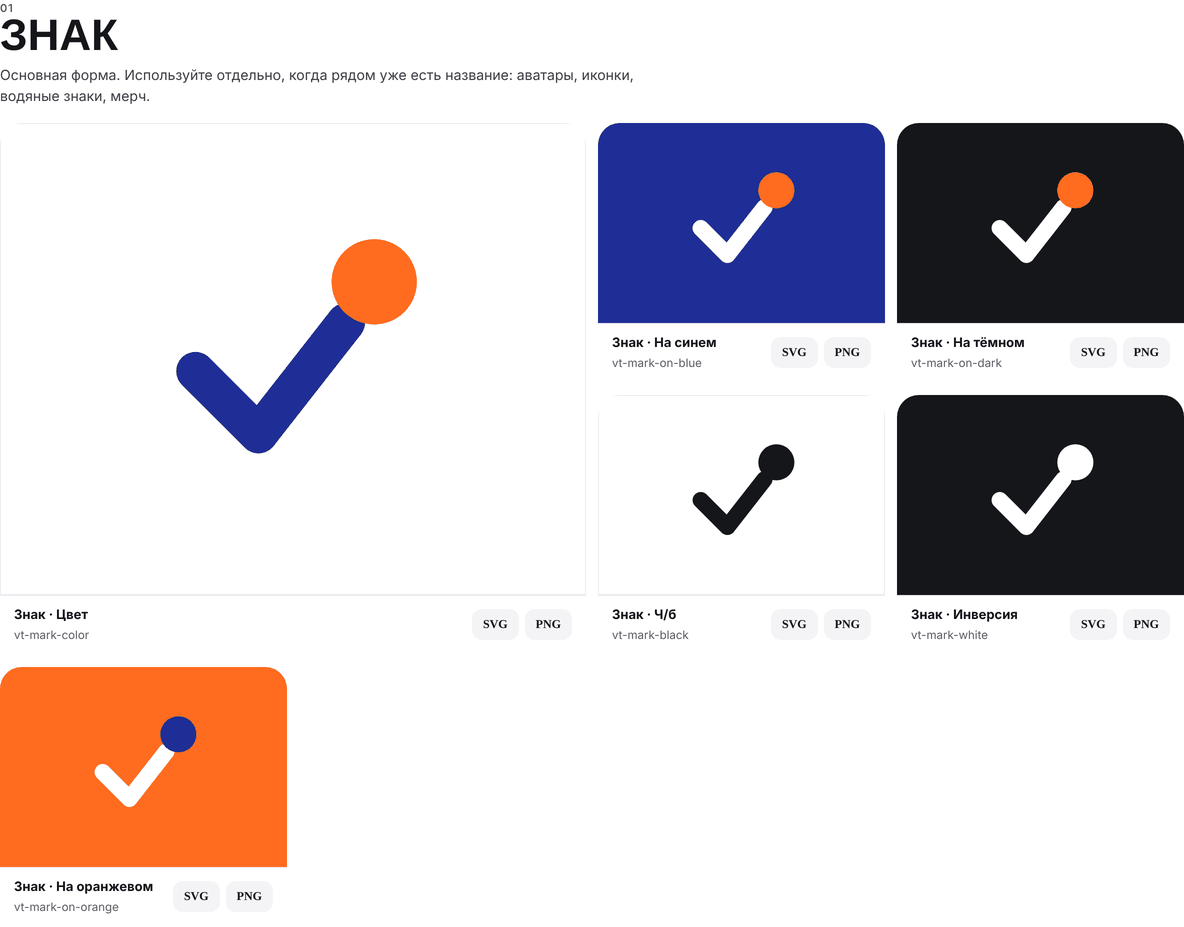 01
ЗНАК
Основная форма. Используйте отдельно, когда рядом уже есть название: аватары, иконки,
водяные знаки, мерч.
Знак · На синем
vt-mark-on-blue
SVG PNG
Знак · На тёмном
vt-mark-on-dark
SVG PNG
Знак · Цвет
vt-mark-color
SVG PNG
Знак · Ч/б
vt-mark-black
SVG PNG
Знак · Инверсия
vt-mark-white
SVG PNG
Знак · На оранжевом
vt-mark-on-orange
SVG PNG